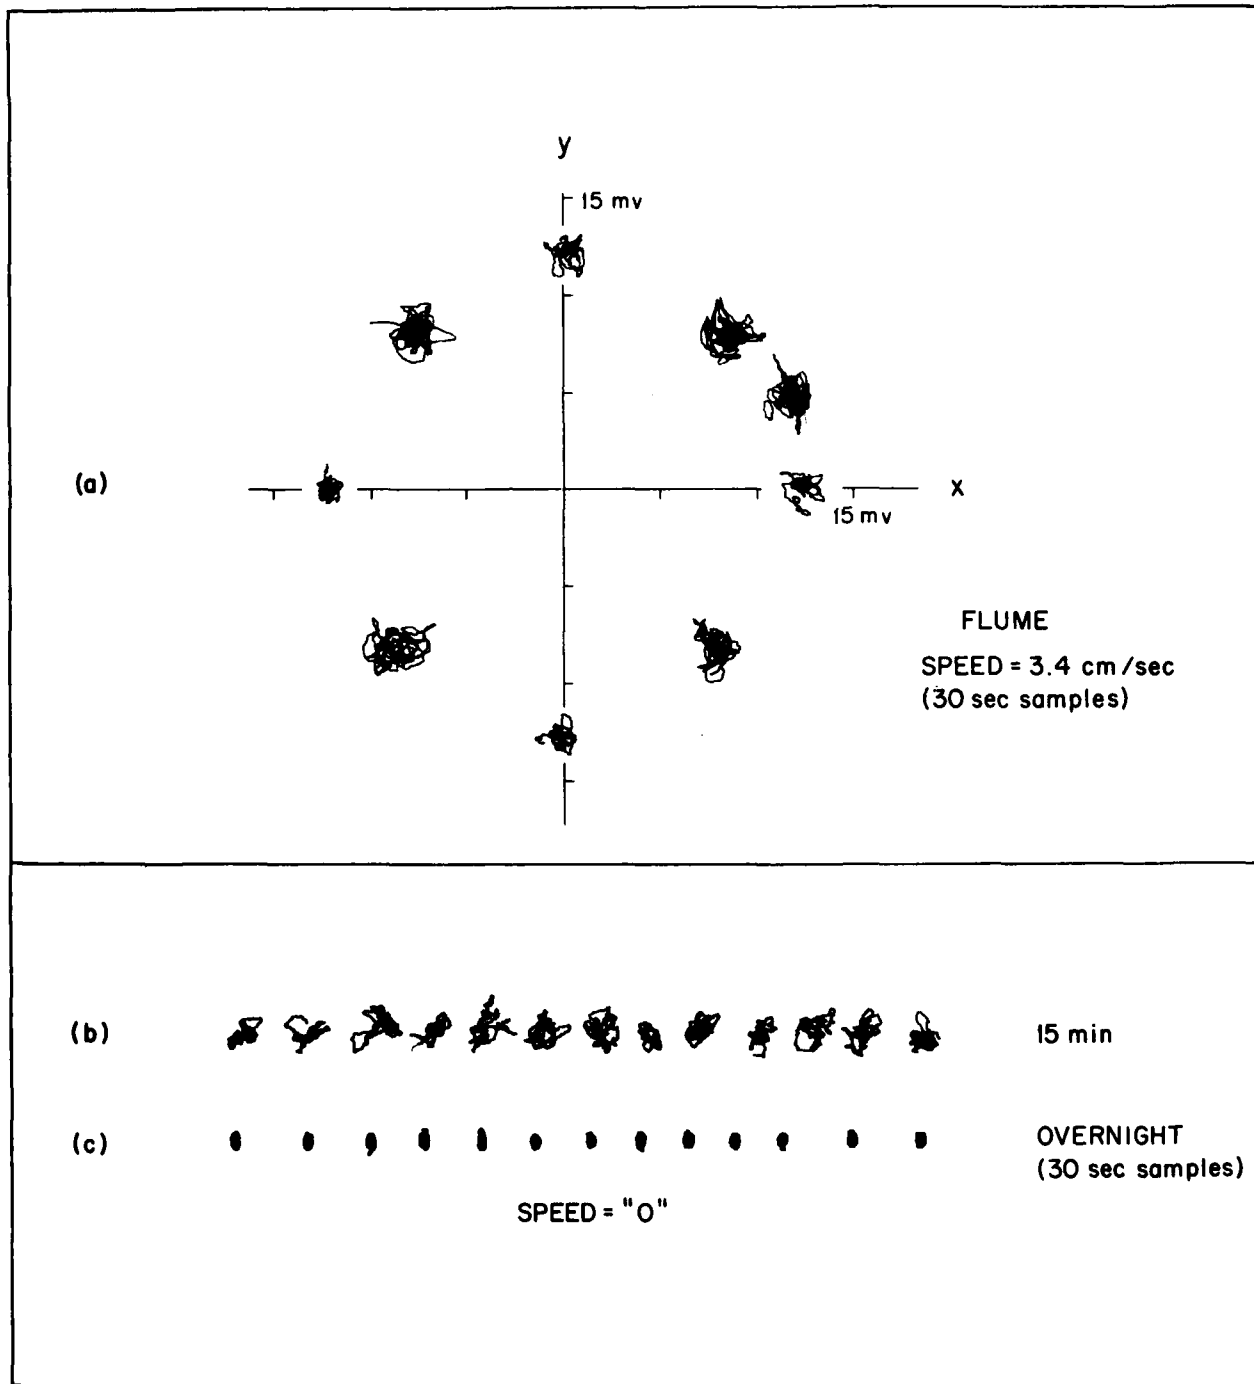 y
15 mv
(a)
x
15 mv
FLUME
SPEED = 3.4 cm/sec
(30 sec samples)
(b)
15 min
(c)
OVERNIGHT
(30 sec samples)
SPEED = "0"